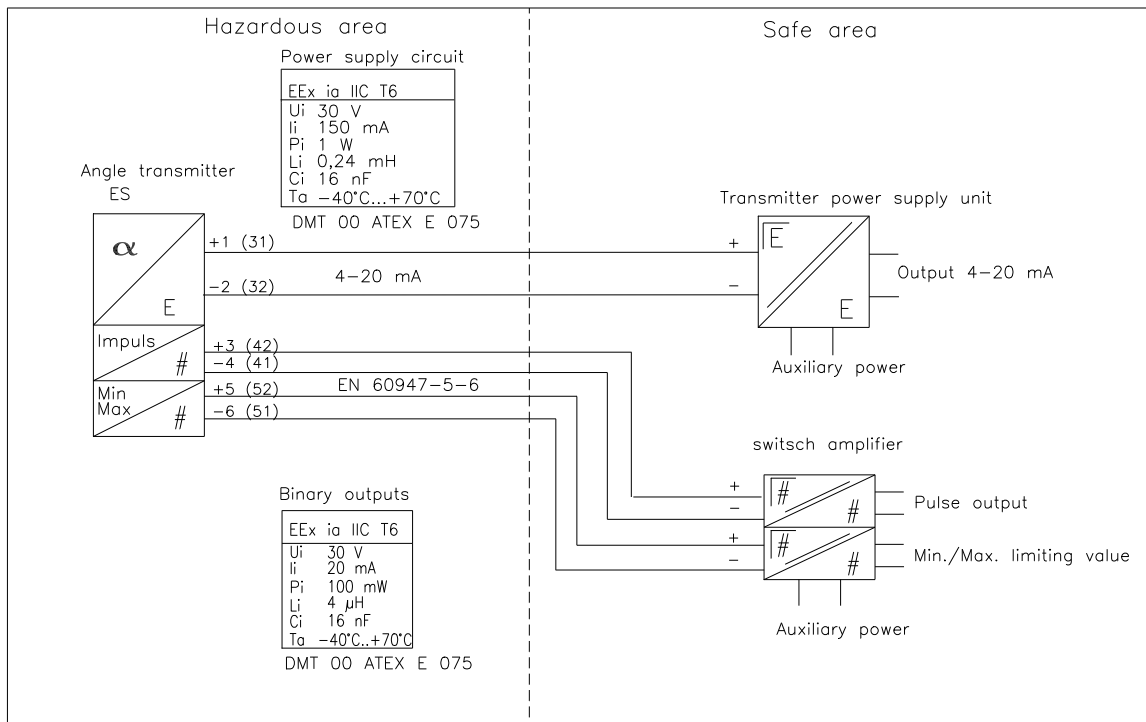 Hazardous area
Safe area
Power supply circuit
EEx ia IIC T6
Ui 30 V
Ii 150 mA
Pi 1 W
Li 0,24 mH
Ci 16 nF
Ta -40°C...+70°C
DMT 00 ATEX E 075
Angle transmitter
ES
α
E
+1 (31)
4-20 mA
-2 (32)
Impuls
#
+3 (42)
-4 (41)
Min
Max
#
+5 (52)
EN 60947-5-6
-6 (51)
Transmitter power supply unit
+
-
E
E
Output 4-20 mA
Auxiliary power
switsch amplifier
+
-
#
#
Pulse output
+
-
#
#
Min./Max. limiting value
Auxiliary power
Binary outputs
EEx ia IIC T6
Ui 30 V
Ii 20 mA
Pi 100 mW
Li 4 µH
Ci 16 nF
Ta -40°C..+70°C
DMT 00 ATEX E 075